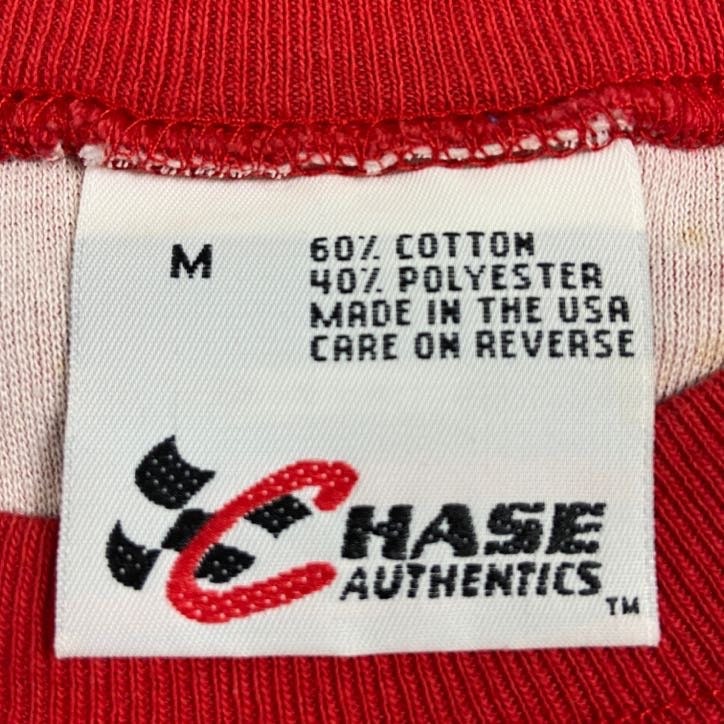 M
60% COTTON
40% POLYESTER
MADE IN THE USA
CARE ON REVERSE
CHASE
AUTHENTICS
TM